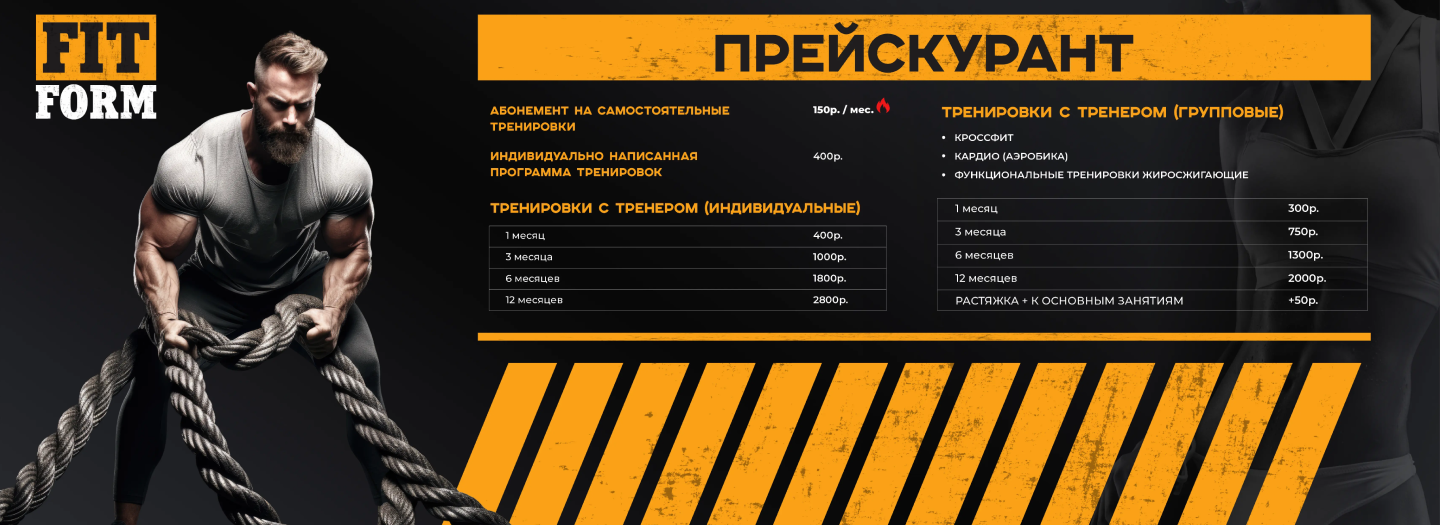 FIT
FORM
ПРЕЙСКУРАНТ
АБОНЕМЕНТ НА САМОСТОЯТЕЛЬНЫЕ
ТРЕНИРОВКИ
150р. / мес.
ИНДИВИДУАЛЬНО НАПИСАННАЯ
ПРОГРАММА ТРЕНИРОВОК
400р.
ТРЕНИРОВКИ С ТРЕНЕРОМ (ИНДИВИДУАЛЬНЫЕ)
1 месяц 400р.
3 месяца 1000р.
6 месяцев 1800р.
12 месяцев 2800р.
ТРЕНИРОВКИ С ТРЕНЕРОМ (ГРУППОВЫЕ)
• КРОССФИТ
• КАРДИО (АЭРОБИКА)
• ФУНКЦИОНАЛЬНЫЕ ТРЕНИРОВКИ ЖИРОСЖИГАЮЩИЕ
1 месяц 300р.
3 месяца 750р.
6 месяцев 1300р.
12 месяцев 2000р.
РАСТЯЖКА + К ОСНОВНЫМ ЗАНЯТИЯМ +50р.